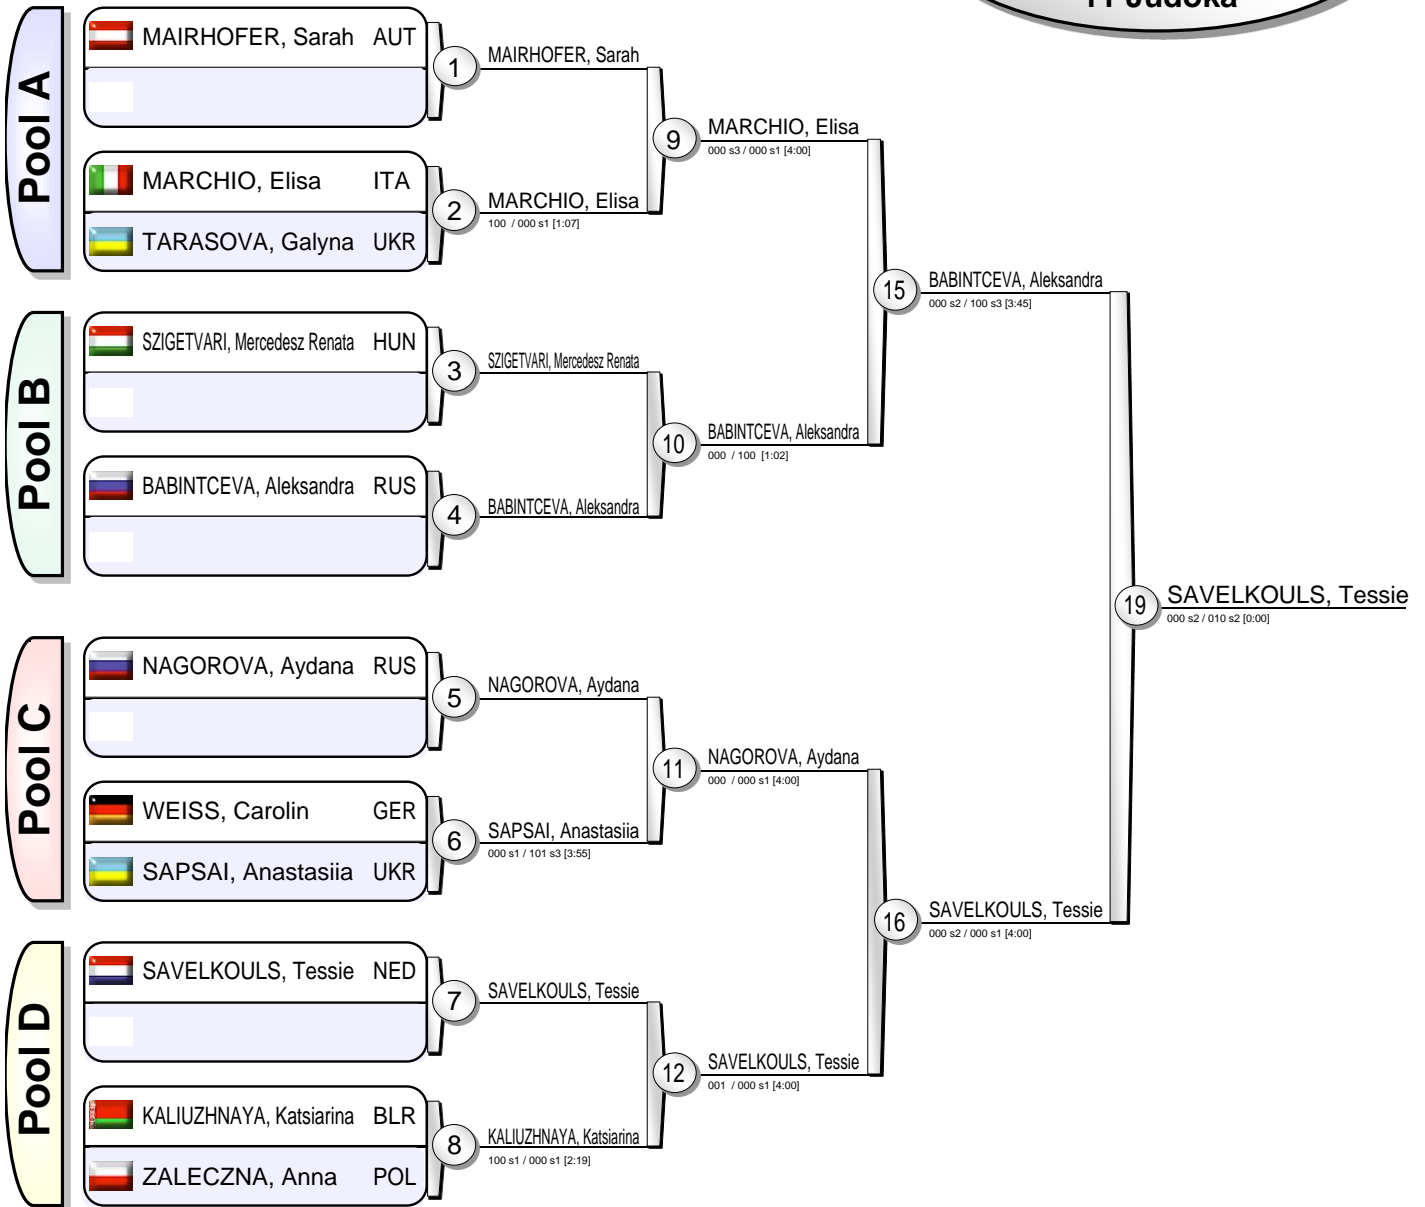 11 Judoka
Pool A
MAIRHOFER, Sarah AUT
1
MAIRHOFER, Sarah
MARCHIO, Elisa ITA
TARASOVA, Galyna UKR
2
MARCHIO, Elisa
100 / 000 s1 [1:07]
9
MARCHIO, Elisa
000 s3 / 000 s1 [4:00]
Pool B
SZIGETVARI, Mercedesz Renata HUN
3
SZIGETVARI, Mercedesz Renata
BABINTCEVA, Aleksandra RUS
4
BABINTCEVA, Aleksandra
10
BABINTCEVA, Aleksandra
000 / 100 [1:02]
15
BABINTCEVA, Aleksandra
000 s2 / 100 s3 [3:45]
Pool C
NAGOROVA, Aydana RUS
5
NAGOROVA, Aydana
WEISS, Carolin GER
SAPSAI, Anastasiia UKR
6
SAPSAI, Anastasiia
000 s1 / 101 s3 [3:55]
11
NAGOROVA, Aydana
000 / 000 s1 [4:00]
Pool D
SAVELKOULS, Tessie NED
7
SAVELKOULS, Tessie
KALIUZHNAYA, Katsiarina BLR
ZALECZNA, Anna POL
8
KALIUZHNAYA, Katsiarina
100 s1 / 000 s1 [2:19]
12
SAVELKOULS, Tessie
001 / 000 s1 [4:00]
16
SAVELKOULS, Tessie
000 s2 / 000 s1 [4:00]
19
SAVELKOULS, Tessie
000 s2 / 010 s2 [0:00]